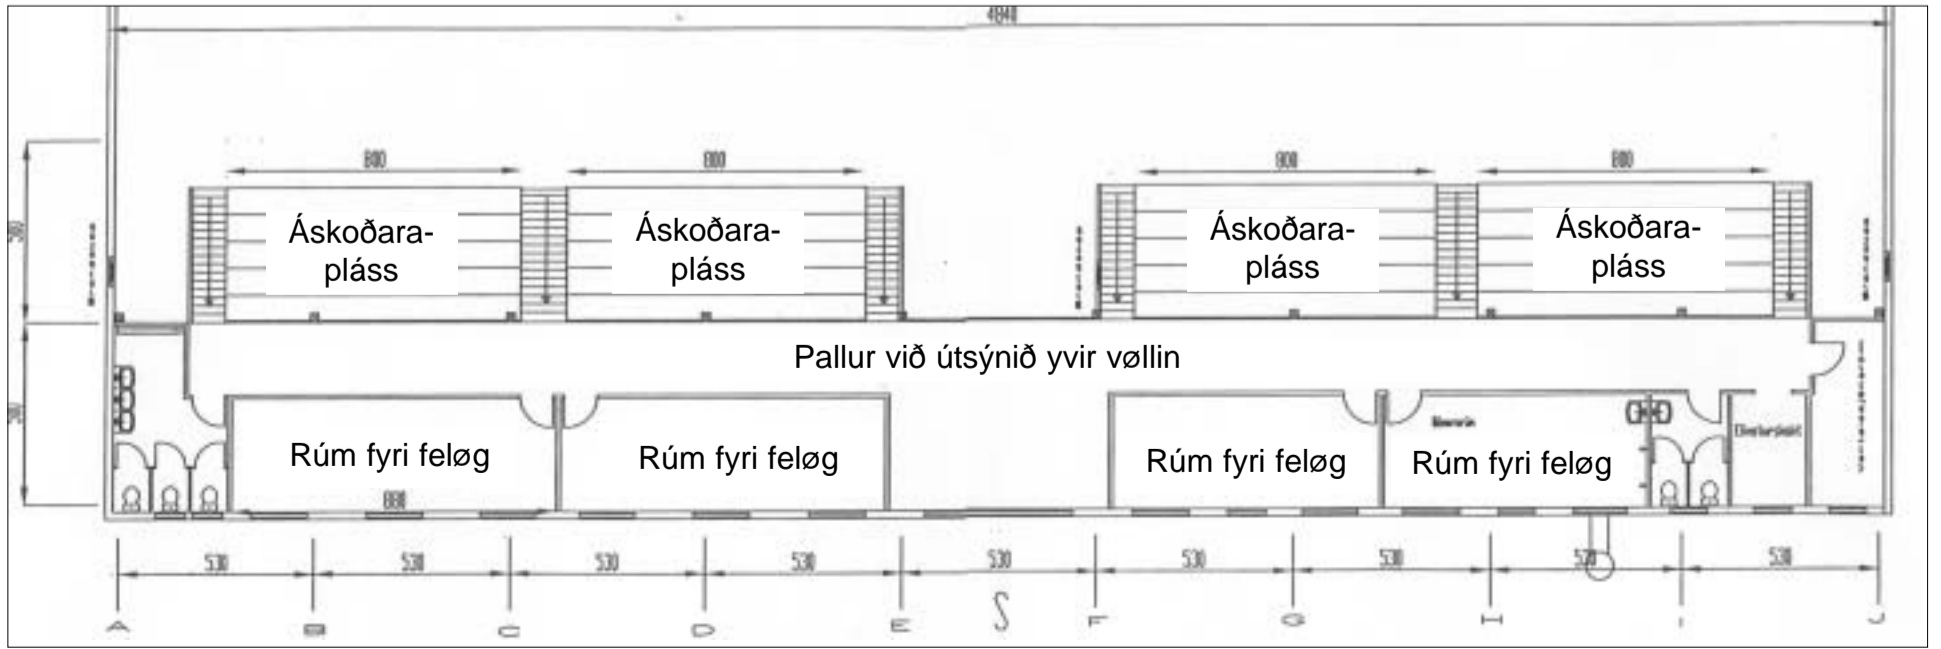 4840
800
800
800
800
Áskoðara-
pláss
Áskoðara-
pláss
Áskoðara-
pláss
Áskoðara-
pláss
Pallur við útsýnið yvir vøllin
Rúm fyri feløg
Rúm fyri feløg
Rúm fyri feløg
Rúm fyri feløg
880
530
530
530
530
530
530
530
530
A
B
C
D
E
S
F
G
H
I
J